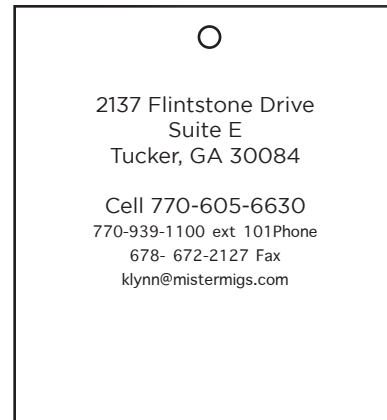 2137 Flintstone Drive
Suite E
Tucker, GA 30084
Cell 770-605-6630
770-939-1100 ext 101Phone
678- 672-2127 Fax
klynn@mistermigs.com